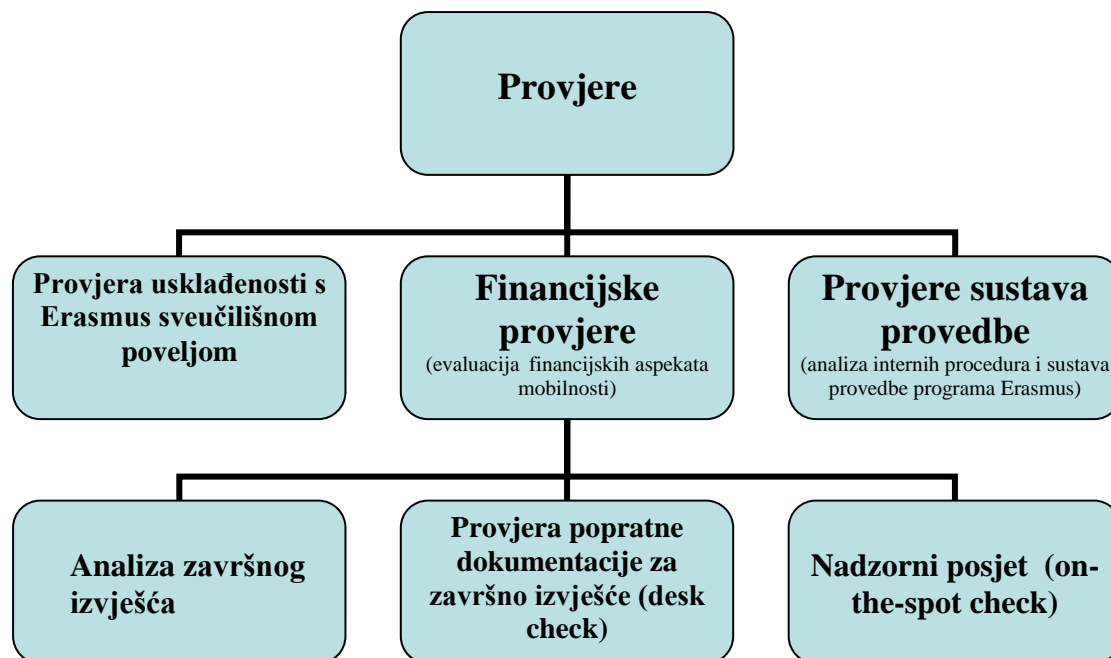 Provjere
Provjera usklađenosti s
Erasmus sveučilišnom
poveljom
Financijske
provjere
(evaluacija financijskih aspekata
mobilnosti)
Provjere sustava
provedbe
(analiza internih procedura i sustava
provedbe programa Erasmus)
Analiza završnog
izvješća
Provjera popratne
dokumentacije za
završno izvješće (desk
check)
Nadzorni posjet (on-
the-spot check)